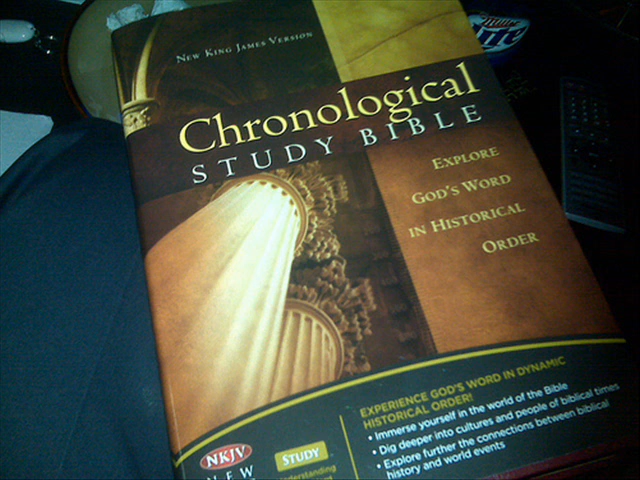 NEW KING JAMES VERSION
Chronological
STUDY BIBLE
EXPLORE
GOD'S WORD
IN HISTORICAL
ORDER
EXPERIENCE GOD'S WORD IN DYNAMIC
HISTORICAL ORDER!
• Immerse yourself in the world of the Bible
• Dig deeper into cultures and people of biblical times
• Explore further the connections between biblical
history and world events
NKJV
NEW
STUDY
Lite